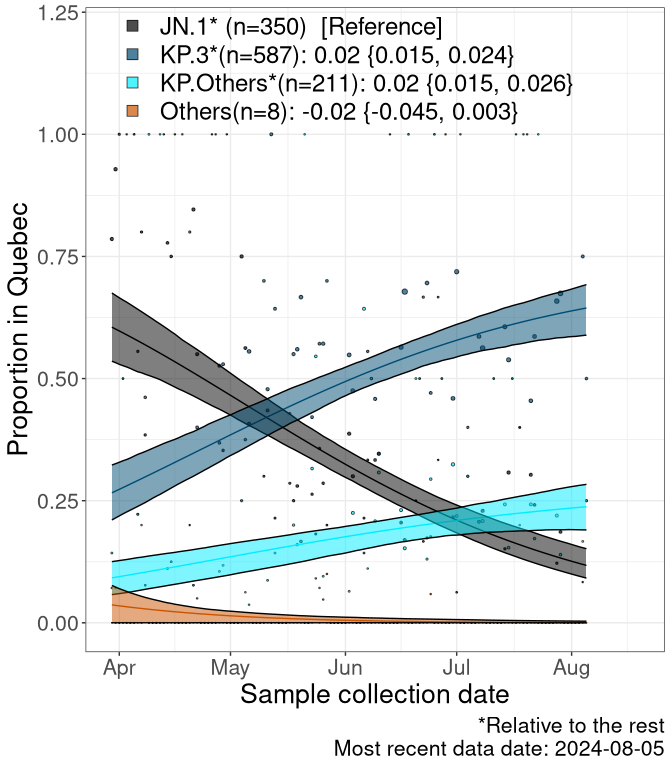 JN.1* (n=350)  [Reference]
KP.3*(n=587): 0.02 {0.015, 0.024}
KP.Others*(n=211): 0.02 {0.015, 0.026}
Others(n=8): -0.02 {-0.045, 0.003}
Proportion in Quebec
1.25
1.00
0.75
0.50
0.25
0.00
Apr May Jun Jul Aug
Sample collection date
*Relative to the rest
Most recent data date: 2024-08-05